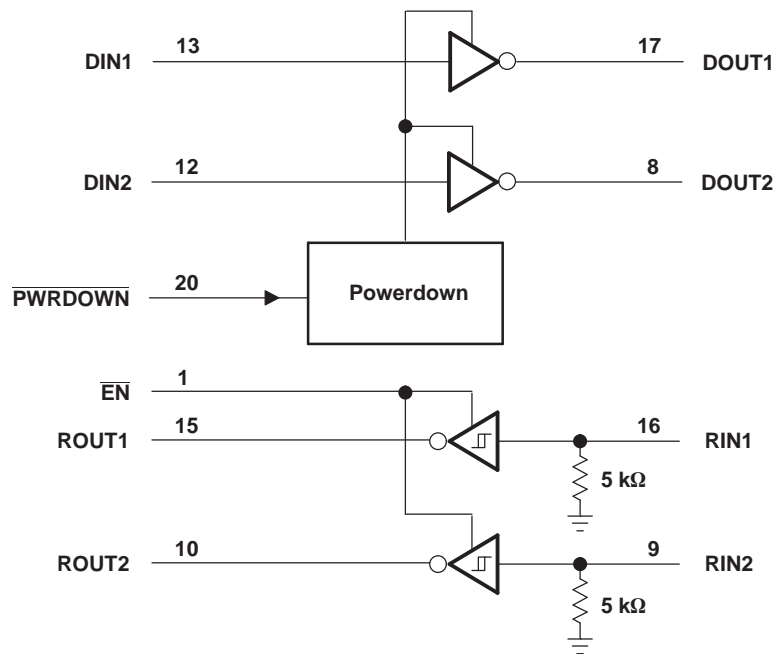 DIN1 13 17 DOUT1
DIN2 12 8 DOUT2
PWRDOWN 20 Powerdown
EN 1
ROUT1 15 16 RIN1
5 kΩ
ROUT2 10 9 RIN2
5 kΩ